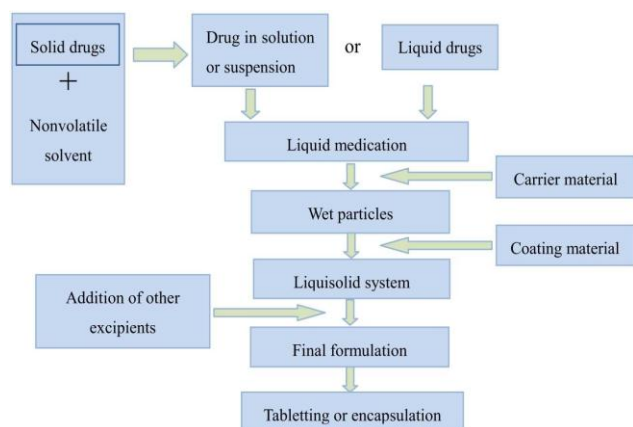 Solid drugs
+
Nonvolatile
solvent
Drug in solution
or suspension
or
Liquid drugs
Liquid medication
Carrier material
Wet particles
Coating material
Liquisolid system
Addition of other
excipients
Final formulation
Tabletting or encapsulation